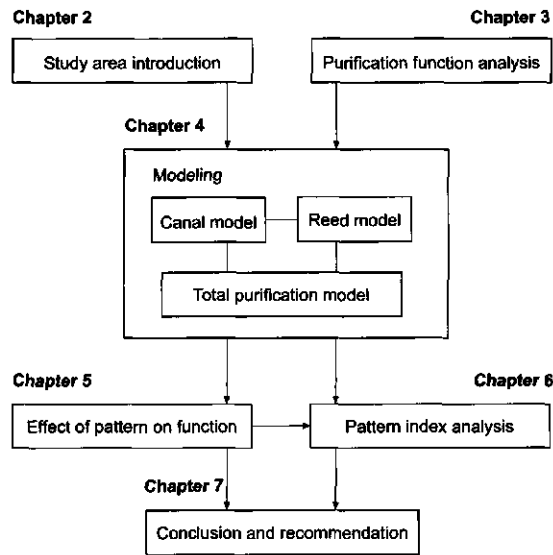 Chapter 2
Chapter 3
Study area introduction
Purification function analysis
Chapter 4
Modeling
Canal model
Reed model
Total purification model
Chapter 5
Chapter 6
Effect of pattern on function
Pattern index analysis
Chapter 7
Conclusion and recommendation